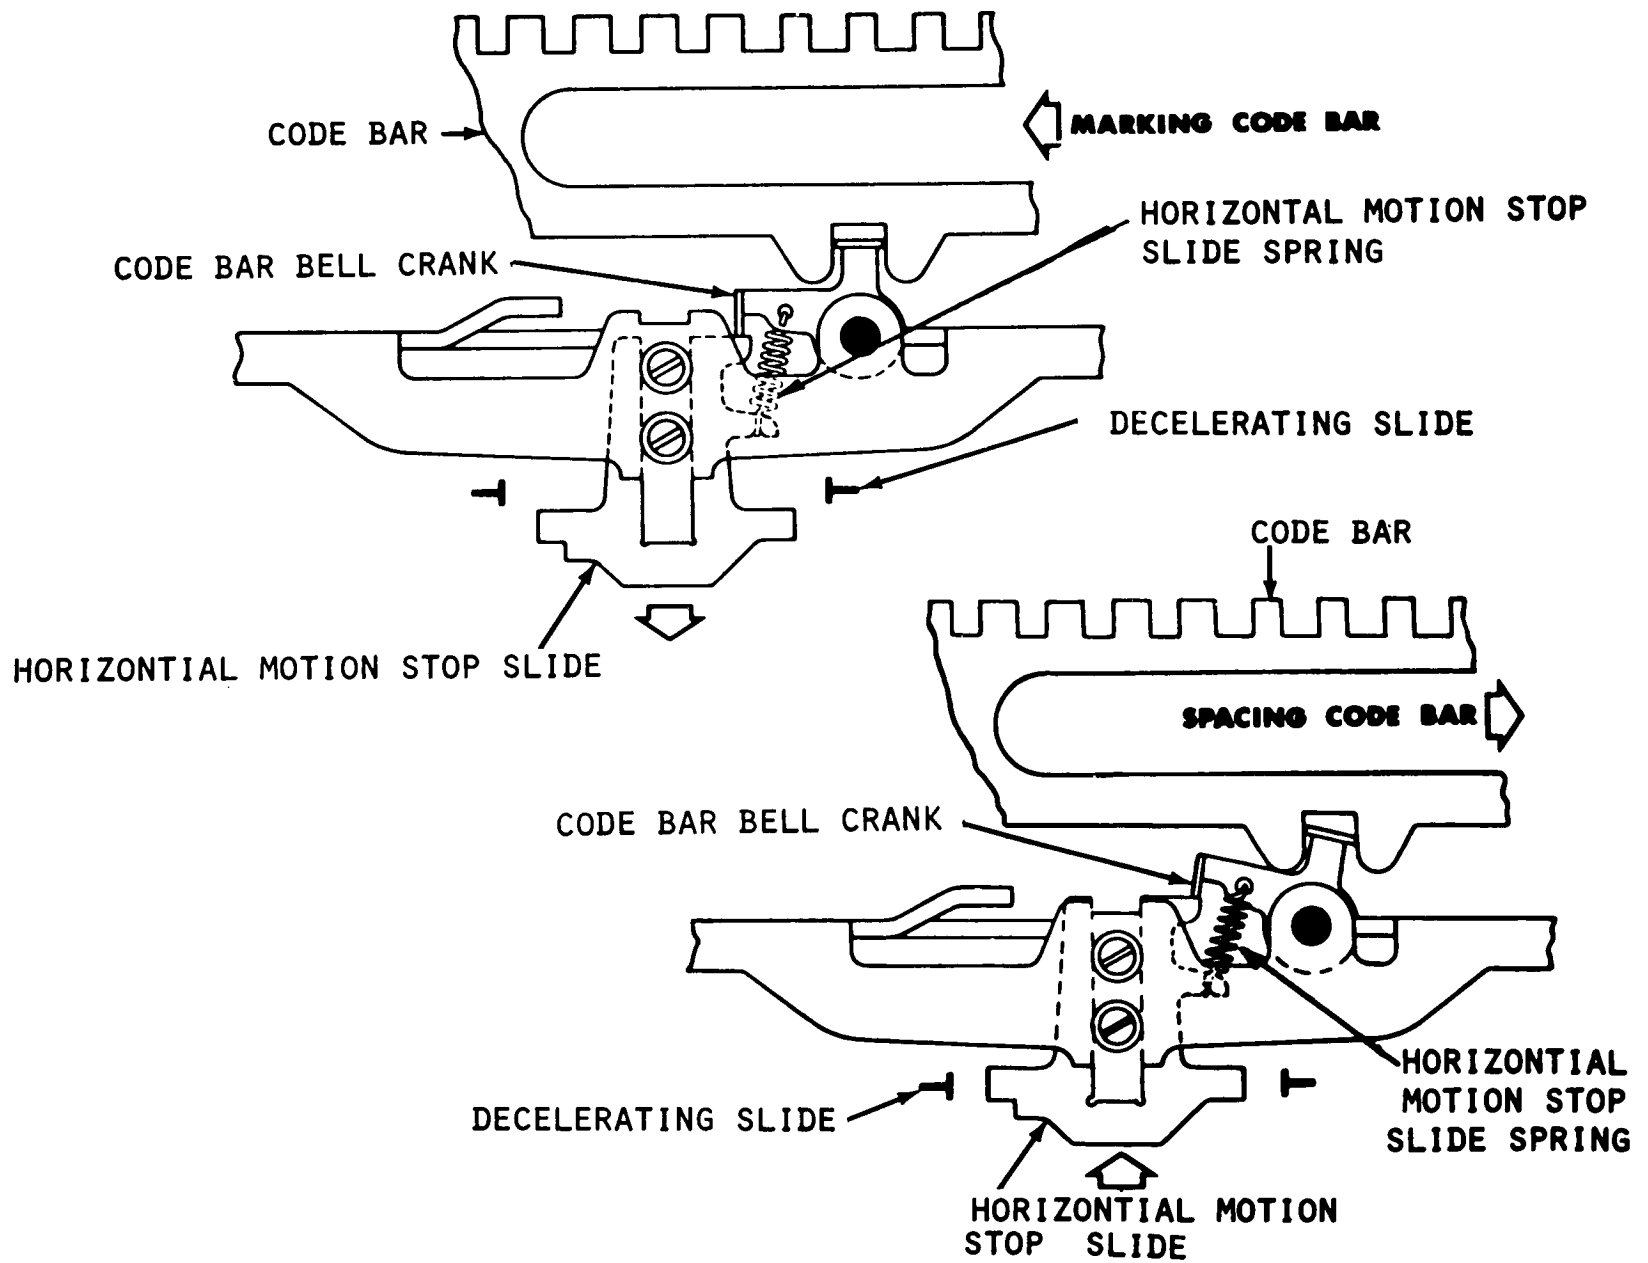 CODE BAR
MARKING CODE BAR
HORIZONTAL MOTION STOP
SLIDE SPRING
CODE BAR BELL CRANK
DECELERATING SLIDE
HORIZONTIAL MOTION STOP SLIDE
CODE BAR
SPACING CODE BAR
CODE BAR BELL CRANK
HORIZONTIAL
MOTION STOP
SLIDE SPRING
DECELERATING SLIDE
HORIZONTIAL MOTION
STOP SLIDE